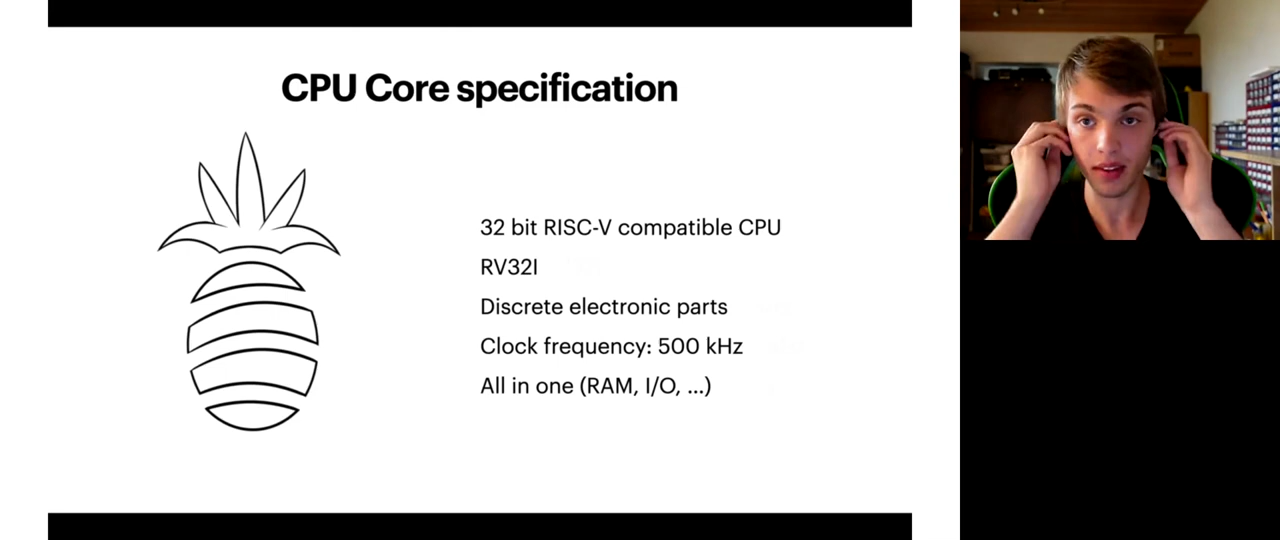 CPU Core specification
32 bit RISC-V compatible CPU
RV32I
Discrete electronic parts
Clock frequency: 500 kHz
All in one (RAM, I/O, ...)